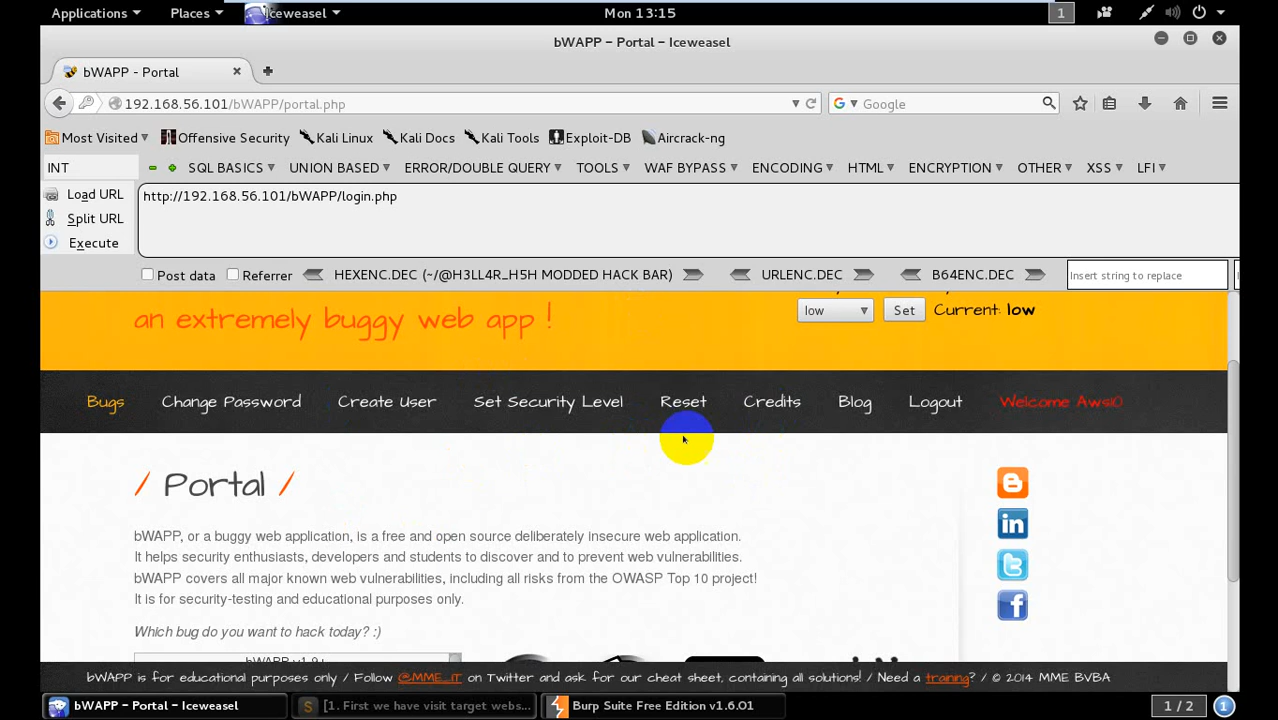 Applications Places Iceweasel Mon 13:15 1
bWAPP - Portal - Iceweasel
bWAPP - Portal
192.168.56.101/bWAPP/portal.php Google
Most Visited Offensive Security Kali Linux Kali Docs Kali Tools Exploit-DB Aircrack-ng
INT SQL BASICS UNION BASED ERROR/DOUBLE QUERY TOOLS WAF BYPASS ENCODING HTML ENCRYPTION OTHER XSS LFI
Load URL http://192.168.56.101/bWAPP/login.php
Split URL
Execute
Post data Referrer HEXENC.DEC (~/@H3LL4R_H5H MODDED HACK BAR) URLENC.DEC B64ENC.DEC Insert string to replace
an extremely buggy web app ! low Set Current: low
Bugs Change Password Create User Set Security Level Reset Credits Blog Logout Welcome Aws10
/ Portal /
bWAPP, or a buggy web application, is a free and open source deliberately insecure web application.
It helps security enthusiasts, developers and students to discover and to prevent web vulnerabilities.
bWAPP covers all major known web vulnerabilities, including all risks from the OWASP Top 10 project!
It is for security-testing and educational purposes only.
Which bug do you want to hack today? :)
bWAPP is for educational purposes only / Follow @MME_IT on Twitter and ask for our cheat sheet, containing all solutions! / Need a training? / © 2014 MME BVBA
bWAPP - Portal - Iceweasel [1. First we have visit target webs... Burp Suite Free Edition v1.6.01 1 / 2 1